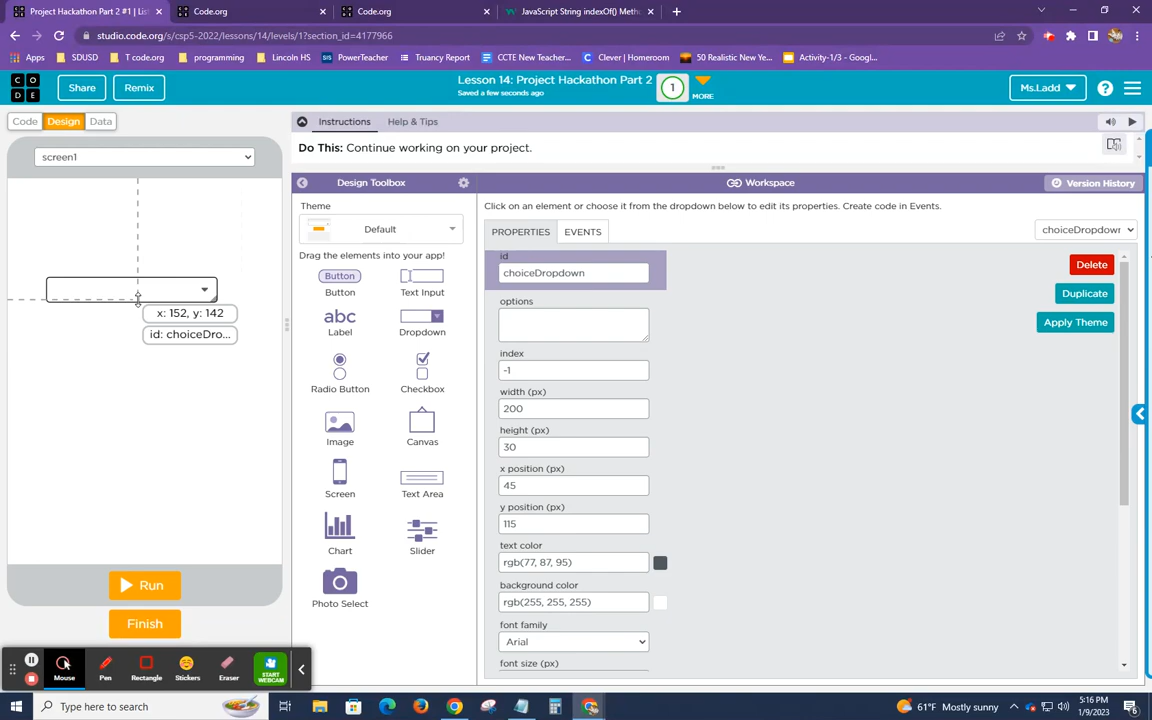 Project Hackathon Part 2 #1 | Les
Code.org
Code.org
JavaScript String indexOf() Meth
studio.code.org/s/csp5-2022/lessons/14/levels/1?section_id=4177966
Apps
SDUSD
T code.org
programming
Lincoln HS
PowerTeacher
Truancy Report
CCTE New Teacher...
Clever | Homeroom
50 Realistic New Ye...
Activity-1/3 — Googl...
C O
D E
Share
Remix
Lesson 14: Project Hackathon Part 2
Saved a few seconds ago
1
MORE
Ms.Ladd
Code
Design
Data
Instructions
Help & Tips
screen1
Do This: Continue working on your project.
Design Toolbox
Workspace
Version History
Theme
Default
Drag the elements into your app!
Button
Button
Text Input
abc
Label
Dropdown
Radio Button
Checkbox
Image
Canvas
Screen
Text Area
Chart
Slider
Photo Select
Click on an element or choose it from the dropdown below to edit its properties. Create code in Events.
PROPERTIES
EVENTS
choiceDropdown
Delete
Duplicate
Apply Theme
id
choiceDropdown
options
index
-1
width (px)
200
height (px)
30
x position (px)
45
y position (px)
115
text color
rgb(77, 87, 95)
background color
rgb(255, 255, 255)
font family
Arial
font size (px)
x: 152, y: 142
id: choiceDro...
Run
Finish
Mouse
Pen
Rectangle
Stickers
Eraser
START
WEBCAM
Type here to search
61°F Mostly sunny
5:16 PM
1/9/2023
6